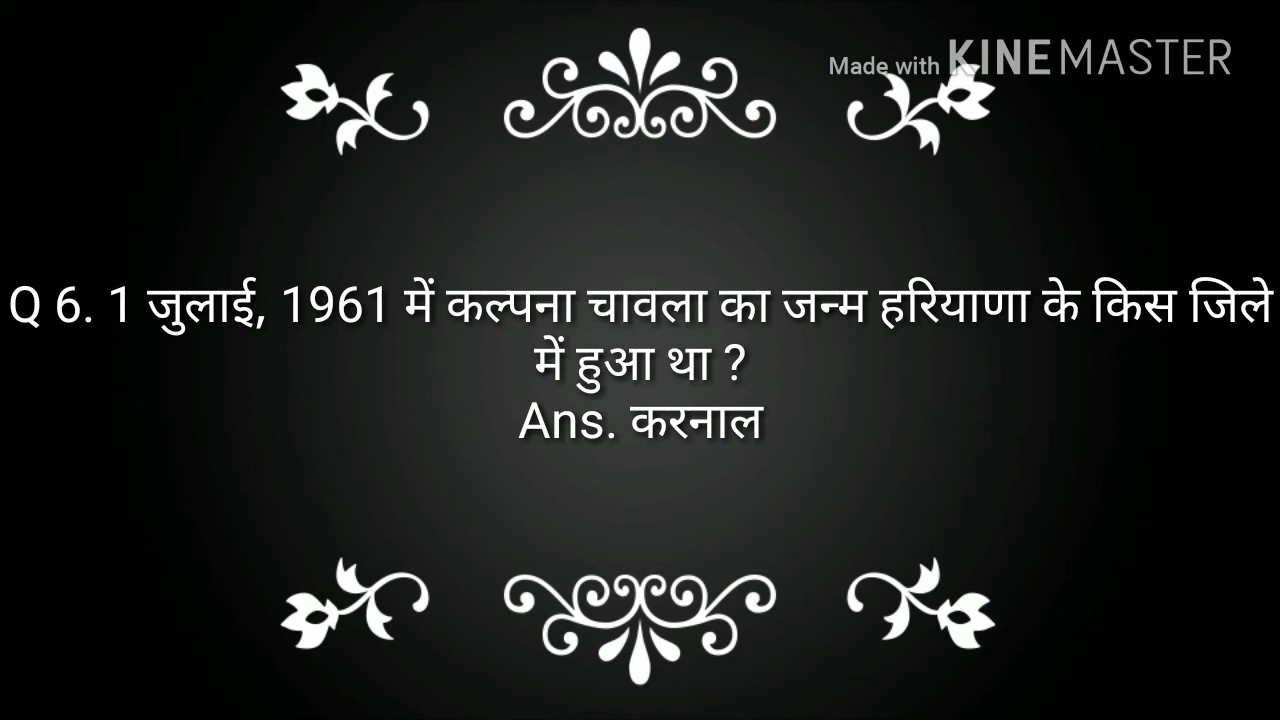 Made with KINEMASTER
Q 6. 1 जुलाई, 1961 में कल्पना चावला का जन्म हरियाणा के किस जिले
में हुआ था ?
Ans. करनाल